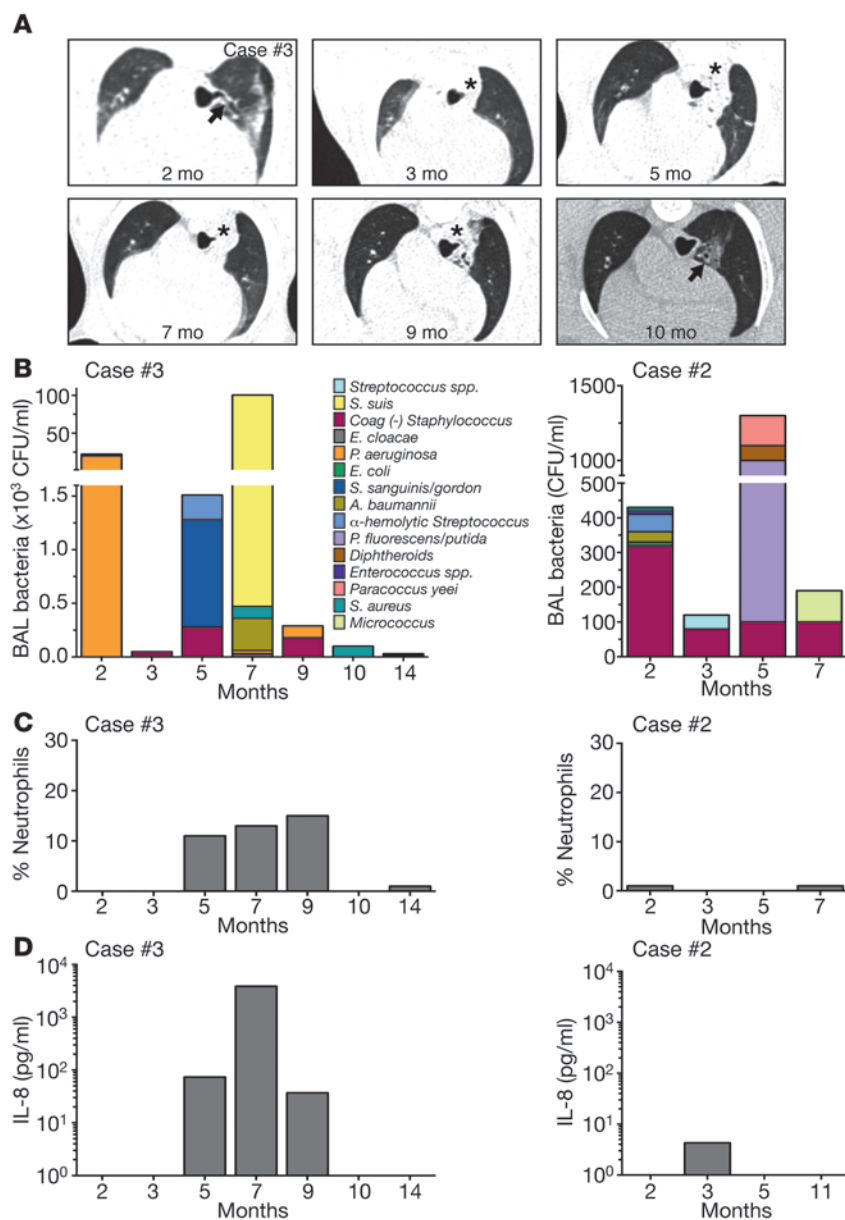 A
Case #3
*
*
2 mo
3 mo
5 mo
*
*
7 mo
9 mo
10 mo
B
Case #3
Case #2
BAL bacteria (x10³ CFU/ml)
100
50
1.5
1.0
0.5
0.0
2 3 5 7 9 10 14
Months
Streptococcus spp.
S. suis
Coag (-) Staphylococcus
E. cloacae
P. aeruginosa
E. coli
S. sanguinis/gordon
A. baumannii
α-hemolytic Streptococcus
P. fluorescens/putida
Diphtheroids
Enterococcus spp.
Paracoccus yeei
S. aureus
Micrococcus
BAL bacteria (CFU/ml)
1500
1000
500
400
300
200
100
0
2 3 5 7
Months
C
Case #3
Case #2
% Neutrophils
30
20
10
0
2 3 5 7 9 10 14
Months
% Neutrophils
30
20
10
0
2 3 5 7
Months
D
Case #3
Case #2
IL-8 (pg/ml)
10⁴
10³
10²
10¹
10⁰
2 3 5 7 9 10 14
Months
IL-8 (pg/ml)
10⁴
10³
10²
10¹
10⁰
2 3 5 11
Months